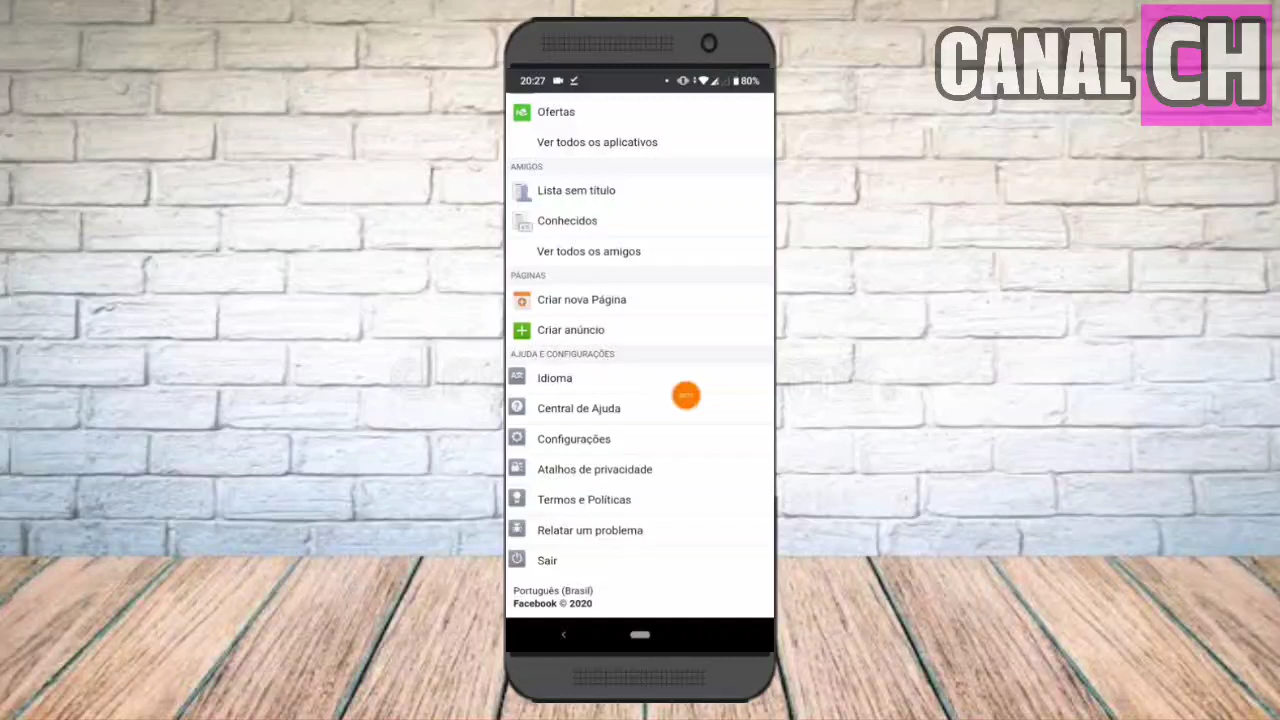 CANAL CH
20:27
80%
Ofertas
Ver todos os aplicativos
AMIGOS
Lista sem título
Conhecidos
Ver todos os amigos
PÁGINAS
Criar nova Página
Criar anúncio
AJUDA E CONFIGURAÇÕES
Idioma
Central de Ajuda
Configurações
Atalhos de privacidade
Termos e Políticas
Relatar um problema
Sair
Português (Brasil)
Facebook © 2020